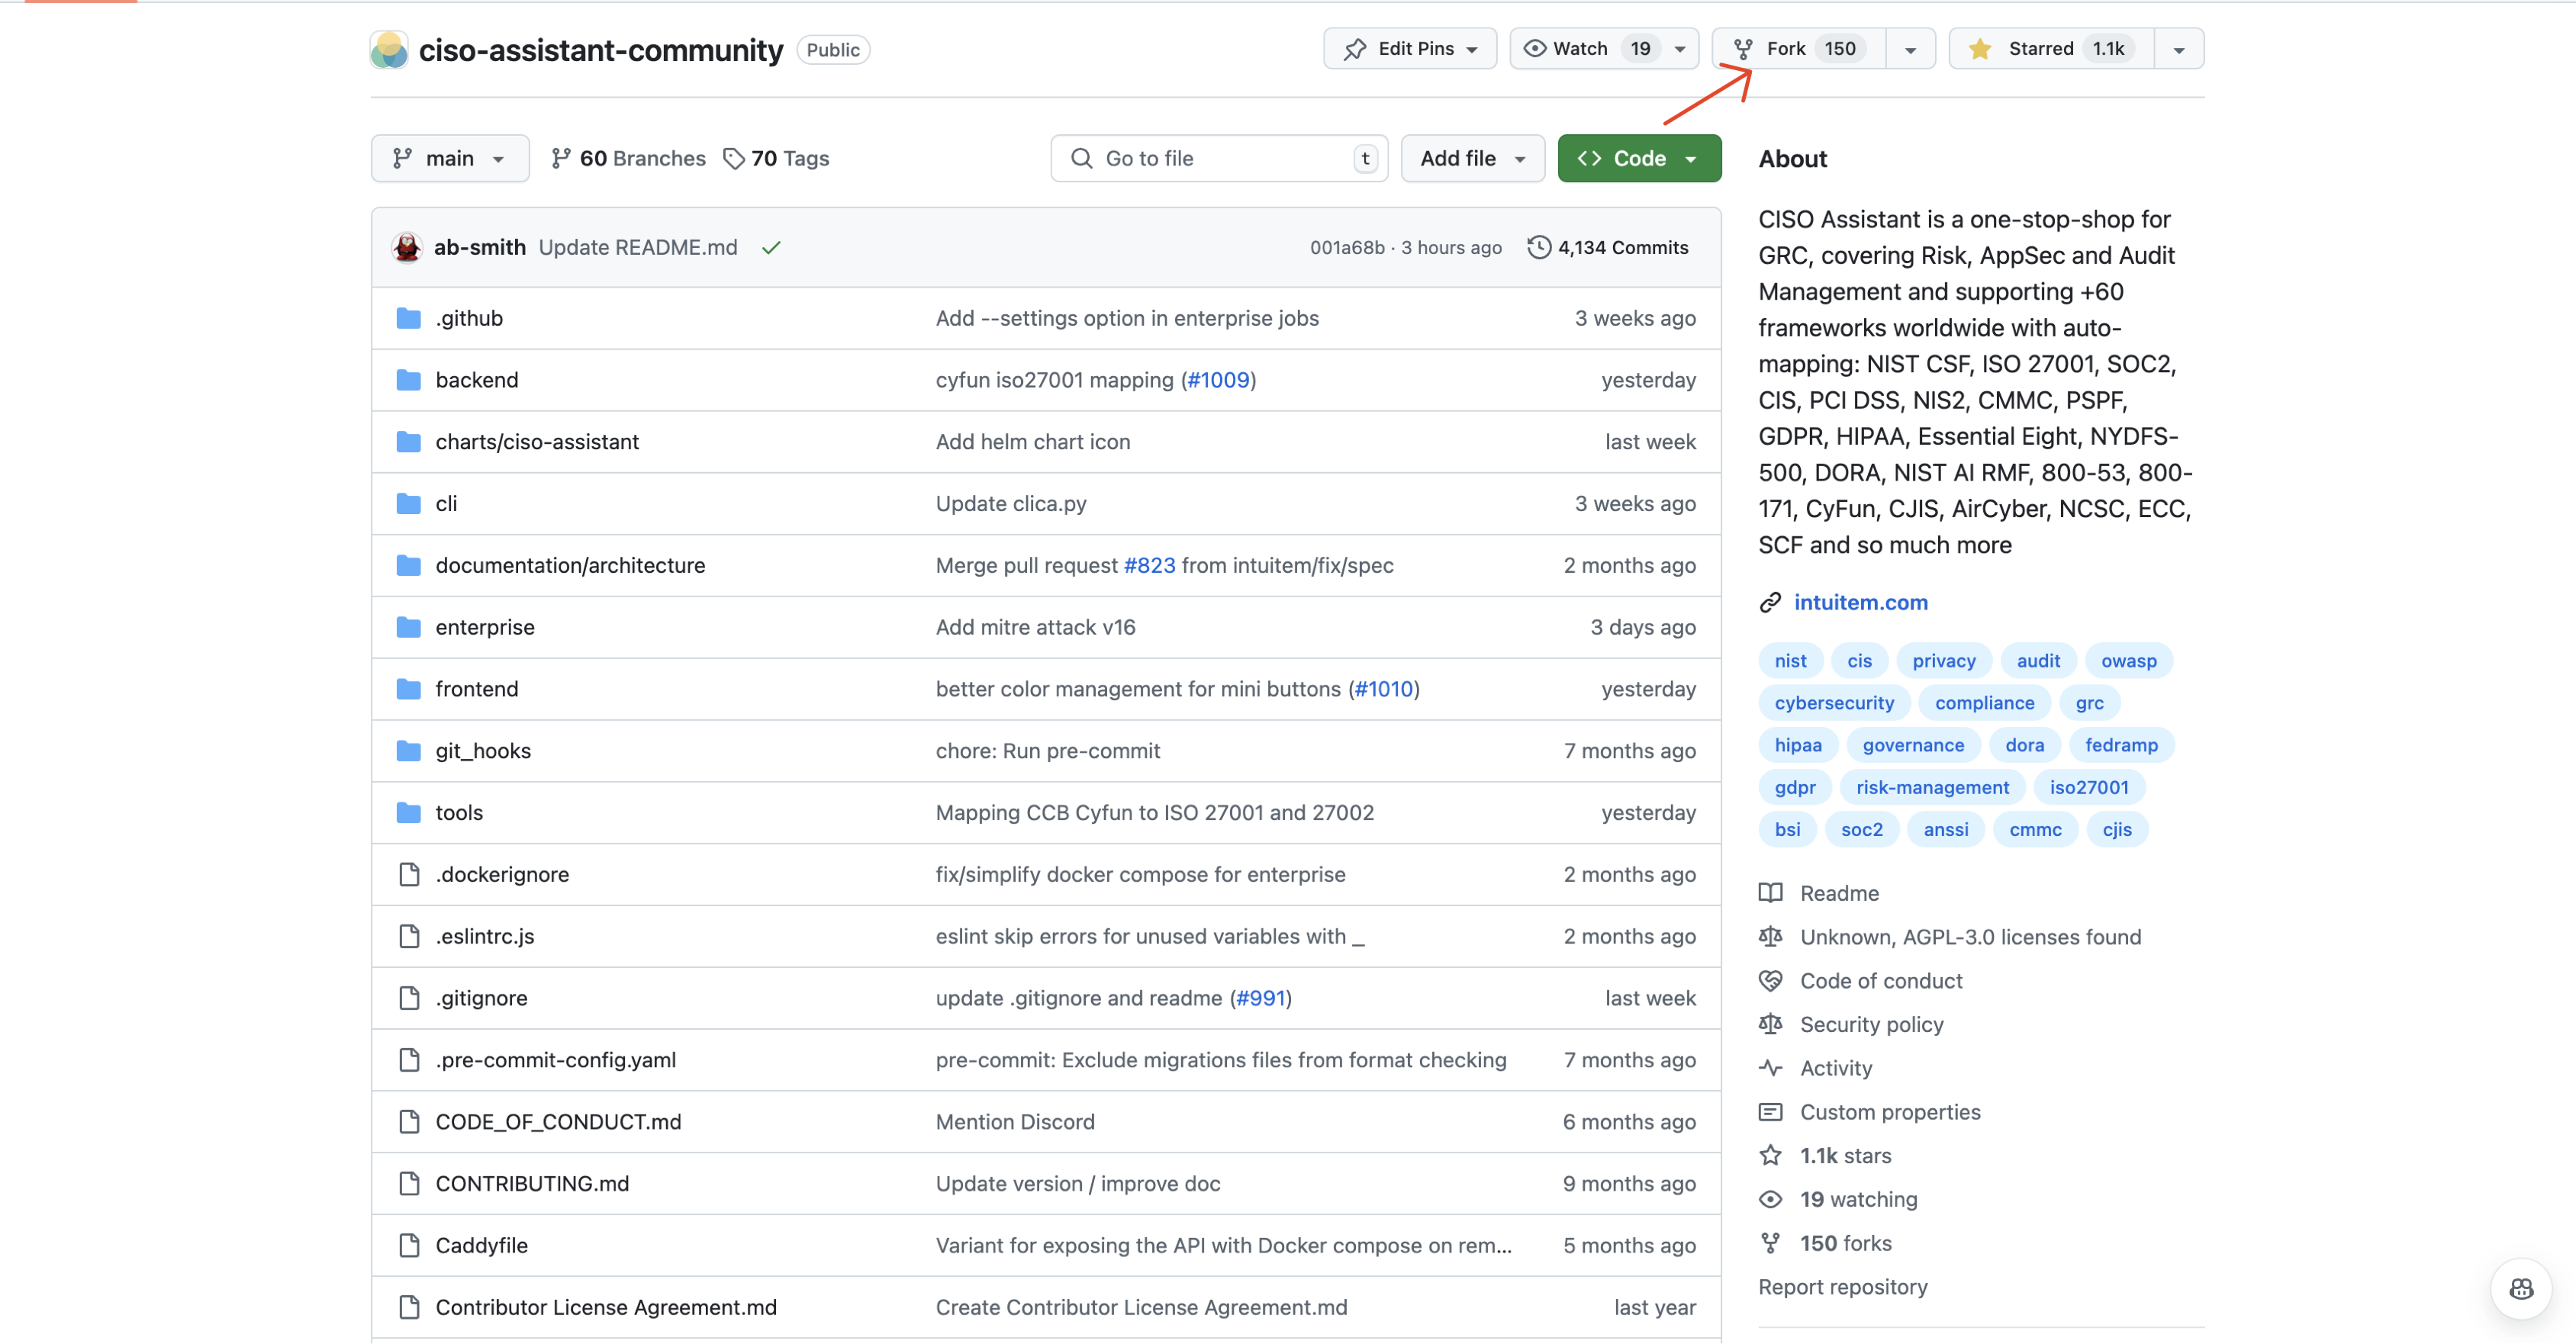 ciso-assistant-community Public
Edit Pins Watch 19 Fork 150 Starred 1.1k
main 60 Branches 70 Tags Go to file t Add file Code
ab-smith Update README.md 001a68b · 3 hours ago 4,134 Commits
.github Add --settings option in enterprise jobs 3 weeks ago
backend cyfun iso27001 mapping (#1009) yesterday
charts/ciso-assistant Add helm chart icon last week
cli Update clica.py 3 weeks ago
documentation/architecture Merge pull request #823 from intuitem/fix/spec 2 months ago
enterprise Add mitre attack v16 3 days ago
frontend better color management for mini buttons (#1010) yesterday
git_hooks chore: Run pre-commit 7 months ago
tools Mapping CCB Cyfun to ISO 27001 and 27002 yesterday
.dockerignore fix/simplify docker compose for enterprise 2 months ago
.eslintrc.js eslint skip errors for unused variables with _ 2 months ago
.gitignore update .gitignore and readme (#991) last week
.pre-commit-config.yaml pre-commit: Exclude migrations files from format checking 7 months ago
CODE_OF_CONDUCT.md Mention Discord 6 months ago
CONTRIBUTING.md Update version / improve doc 9 months ago
Caddyfile Variant for exposing the API with Docker compose on rem... 5 months ago
Contributor License Agreement.md Create Contributor License Agreement.md last year
About
CISO Assistant is a one-stop-shop for
GRC, covering Risk, AppSec and Audit
Management and supporting +60
frameworks worldwide with auto-
mapping: NIST CSF, ISO 27001, SOC2,
CIS, PCI DSS, NIS2, CMMC, PSPF,
GDPR, HIPAA, Essential Eight, NYDFS-
500, DORA, NIST AI RMF, 800-53, 800-
171, CyFun, CJIS, AirCyber, NCSC, ECC,
SCF and so much more
intuitem.com
nist cis privacy audit owasp
cybersecurity compliance grc
hipaa governance dora fedramp
gdpr risk-management iso27001
bsi soc2 anssi cmmc cjis
Readme
Unknown, AGPL-3.0 licenses found
Code of conduct
Security policy
Activity
Custom properties
1.1k stars
19 watching
150 forks
Report repository